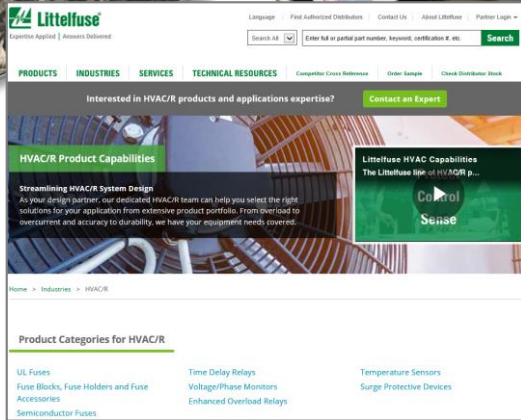 Littelfuse®
Expertise Applied | Answers Delivered
Language
Find Authorized Distributors
Contact Us
About Littelfuse
Partner Login
Search All
Enter full or partial part number, keyword, certification #, etc.
Search
PRODUCTS
INDUSTRIES
SERVICES
TECHNICAL RESOURCES
Competitor Cross Reference
Order Sample
Check Distributor Stock
Interested in HVAC/R products and applications expertise?
Contact an Expert
HVAC/R Product Capabilities
Streamlining HVAC/R System Design
As your design partner, our dedicated HVAC/R team can help you select the right
solutions for your application from extensive product portfolio. From overload to
overcurrent and accuracy to durability, we have your equipment needs covered.
Littelfuse HVAC Capabilities
The Littelfuse line of HVAC/R p...
Control
Sense
Home > Industries > HVAC/R
Product Categories for HVAC/R
UL Fuses
Fuse Blocks, Fuse Holders and Fuse
Accessories
Semiconductor Fuses
Time Delay Relays
Voltage/Phase Monitors
Enhanced Overload Relays
Temperature Sensors
Surge Protective Devices